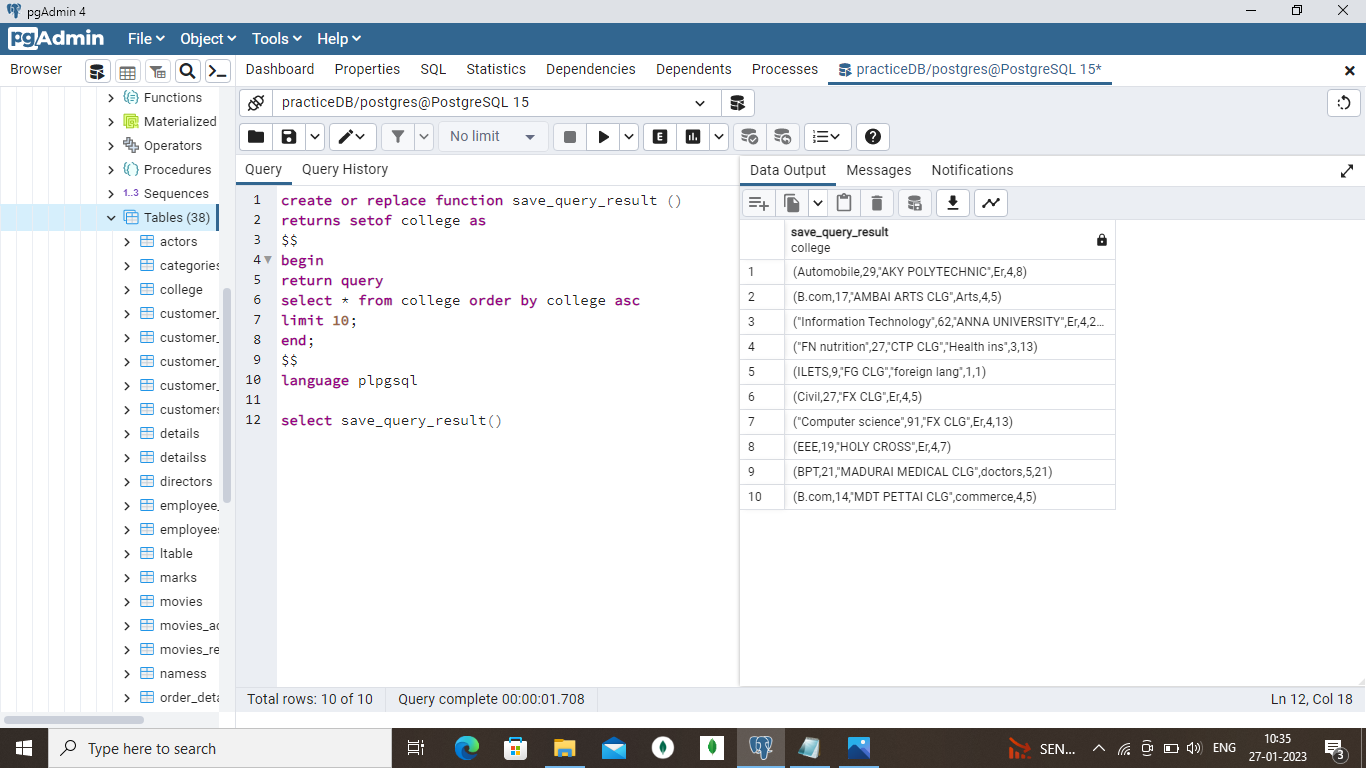 pgAdmin 4
pgAdmin File Object Tools Help
Browser
Dashboard Properties SQL Statistics Dependencies Dependents Processes practiceDB/postgres@PostgreSQL 15*
Functions
Materialized
Operators
Procedures
1..3 Sequences
Tables (38)
actors
categories
college
customer_
customer_
customer_
customer_
customers
details
detailss
directors
employee_
employees
ltable
marks
movies
movies_ac
movies_re
namess
order_deta
practiceDB/postgres@PostgreSQL 15
No limit
E
Query Query History
1 create or replace function save_query_result ()
2 returns setof college as
3 $$
4 begin
5 return query
6 select * from college order by college asc
7 limit 10;
8 end;
9 $$
10 language plpgsql
11
12 select save_query_result()
Data Output Messages Notifications
save_query_result
college
1 (Automobile,29,"AKY POLYTECHNIC",Er,4,8)
2 (B.com,17,"AMBAI ARTS CLG",Arts,4,5)
3 ("Information Technology",62,"ANNA UNIVERSITY",Er,4,2...
4 ("FN nutrition",27,"CTP CLG","Health ins",3,13)
5 (ILETS,9,"FG CLG","foreign lang",1,1)
6 (Civil,27,"FX CLG",Er,4,5)
7 ("Computer science",91,"FX CLG",Er,4,13)
8 (EEE,19,"HOLY CROSS",Er,4,7)
9 (BPT,21,"MADURAI MEDICAL CLG",doctors,5,21)
10 (B.com,14,"MDT PETTAI CLG",commerce,4,5)
Total rows: 10 of 10 Query complete 00:00:01.708 Ln 12, Col 18
Type here to search
SEN...
ENG
10:35
27-01-2023
3